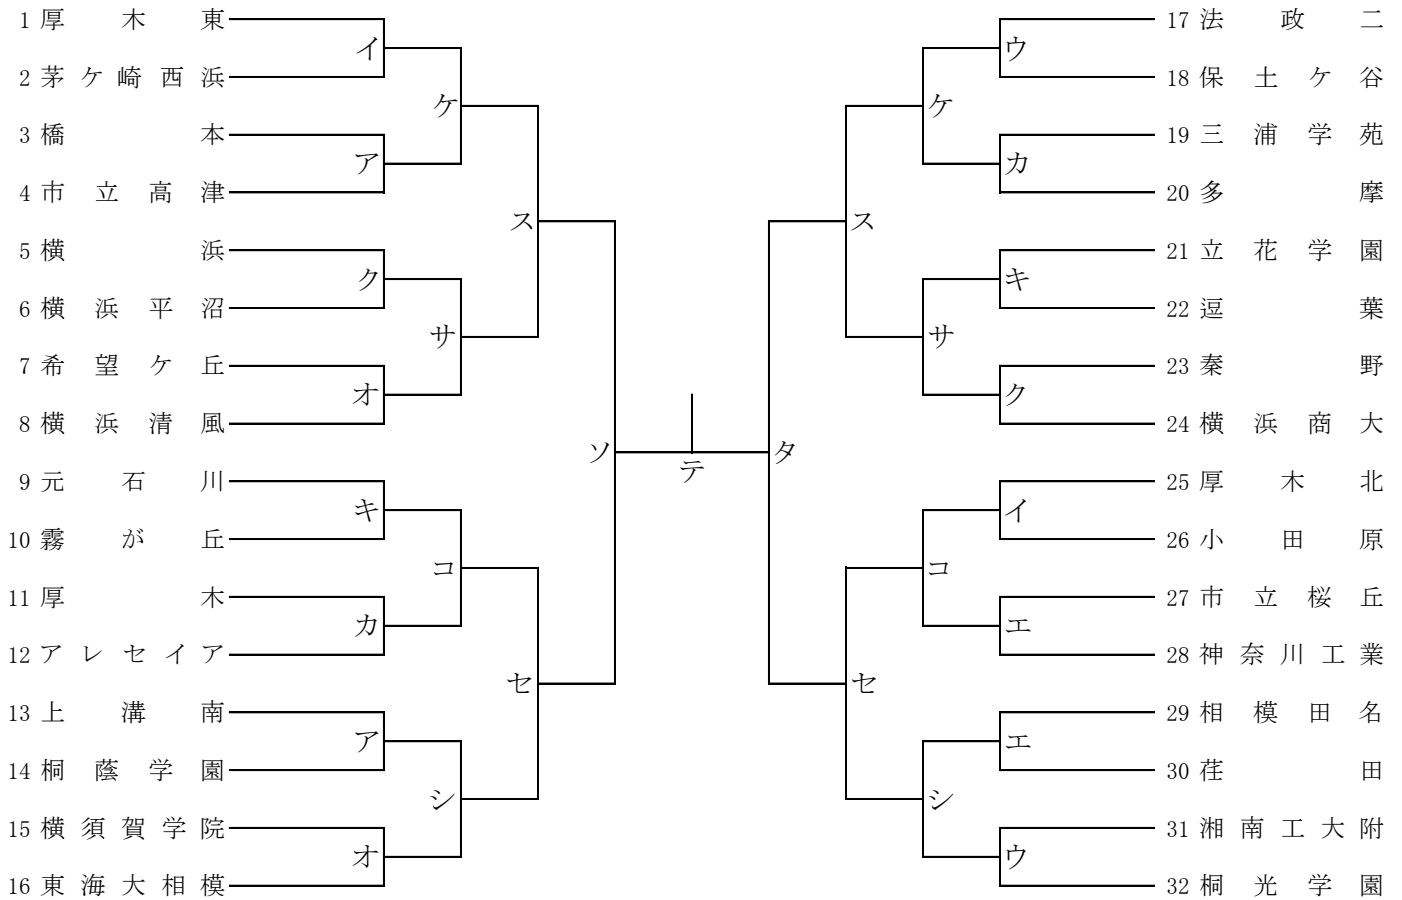 1 厚木東
イ
2 茅ケ崎西浜
ケ
3 橋本
ア
4 市立高津
ス
5 横浜
ク
6 横浜平沼
サ
7 希望ケ丘
オ
8 横浜清風
ソ
9 元石川
キ
10 霧が丘
コ
11 厚木
カ
12 アレセイア
セ
13 上溝南
ア
14 桐蔭学園
シ
15 横須賀学院
オ
16 東海大相模
テ
17 法政二
ウ
18 保土ケ谷
ケ
19 三浦学苑
カ
20 多摩
ス
21 立花学園
キ
22 逗葉
サ
23 秦野
ク
24 横浜商大
タ
25 厚木北
イ
26 小田原
コ
27 市立桜丘
エ
28 神奈川工業
セ
29 相模田名
エ
30 荏田
シ
31 湘南工大附
ウ
32 桐光学園